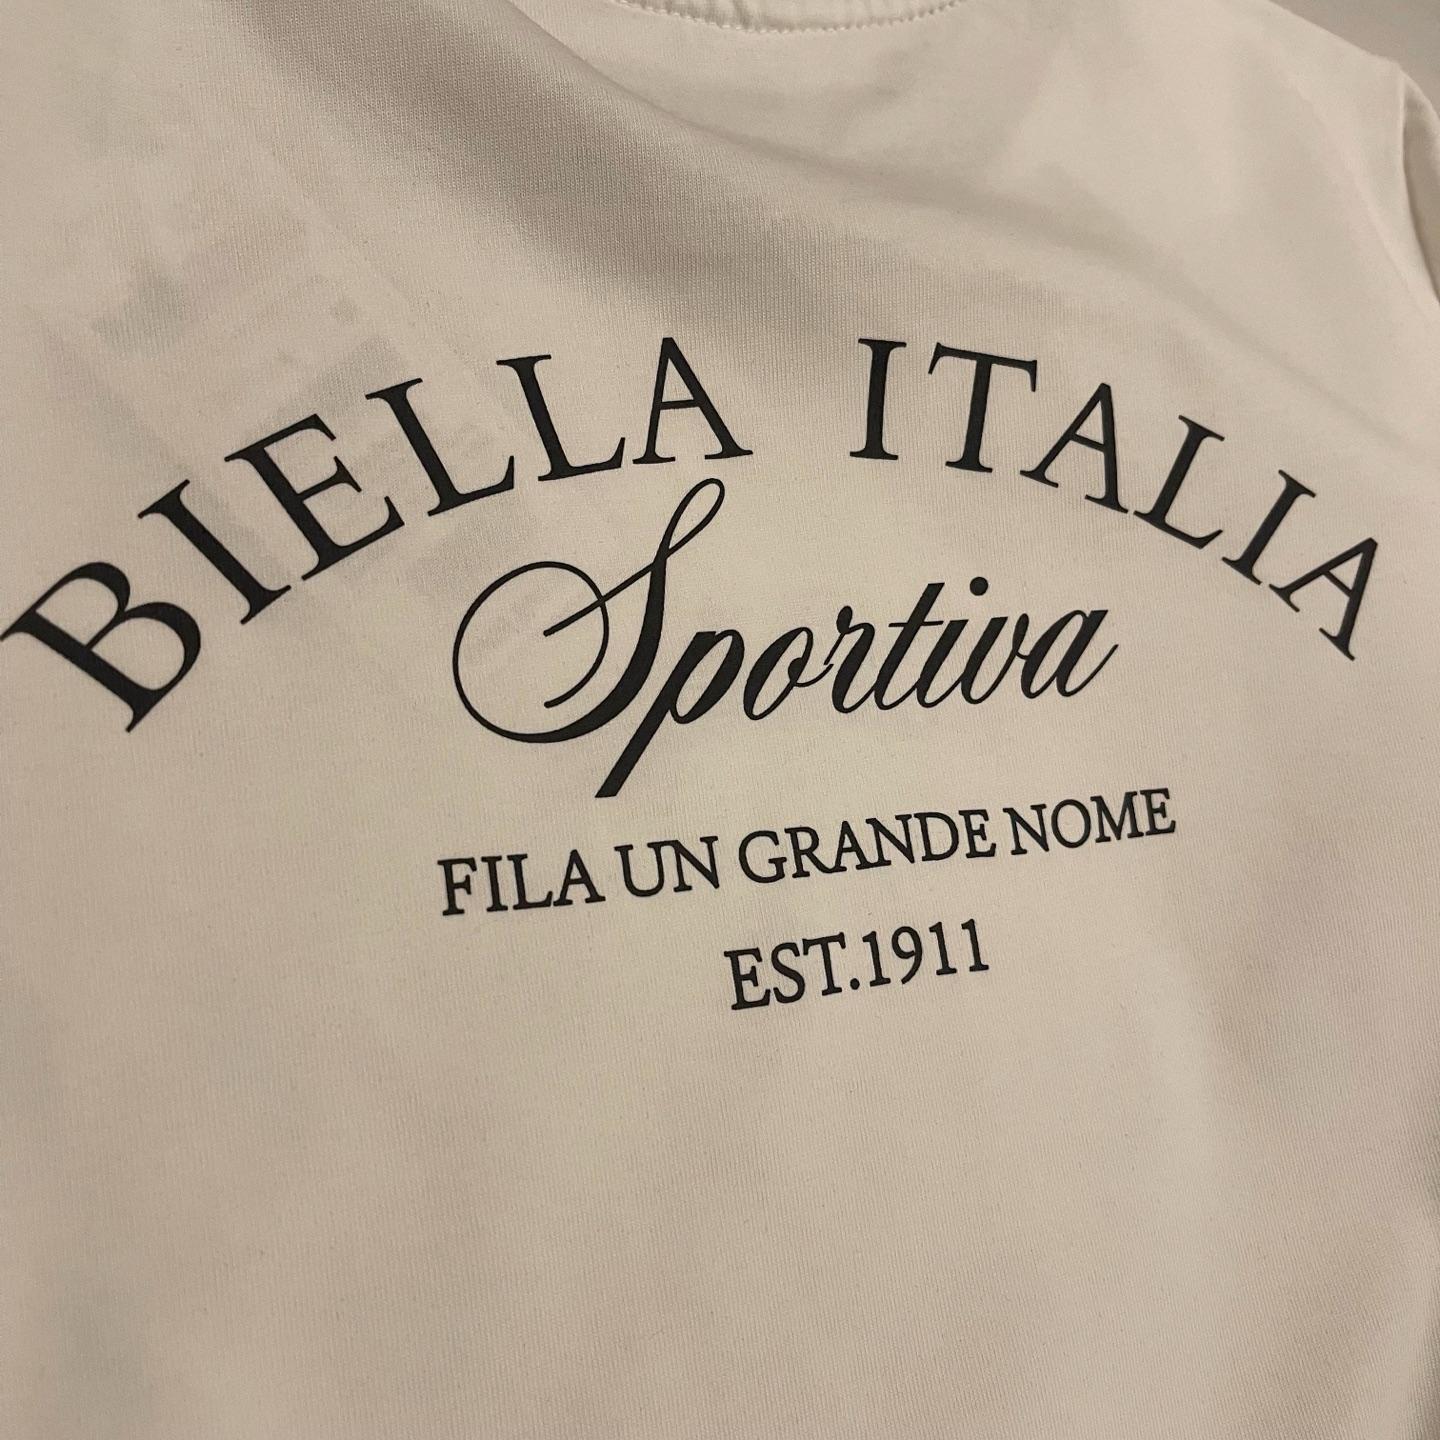 BIELLA ITALIA
Sportiva
FILA UN GRANDE NOME
EST.1911